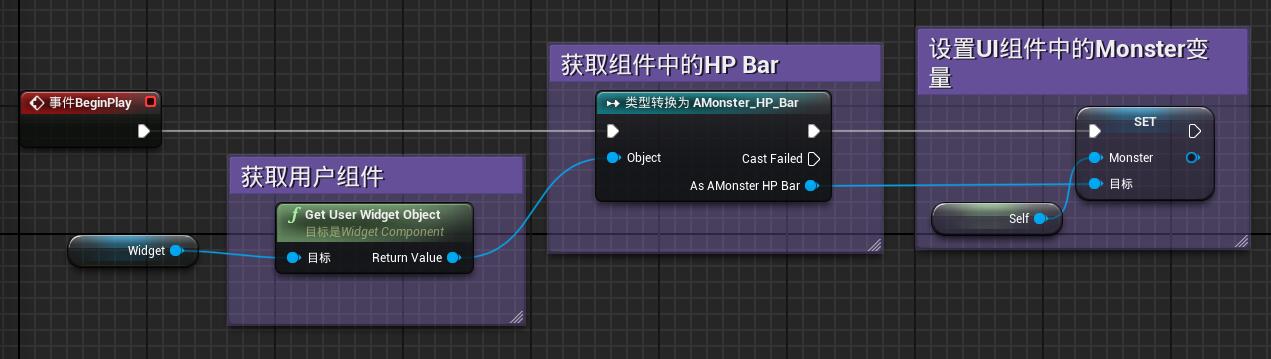 事件BeginPlay
Widget
获取用户组件
Get User Widget Object
目标是Widget Component
目标
Return Value
获取组件中的HP Bar
类型转换为 AMonster_HP_Bar
Object
Cast Failed
As AMonster HP Bar
设置UI组件中的Monster变
量
SET
Monster
目标
Self